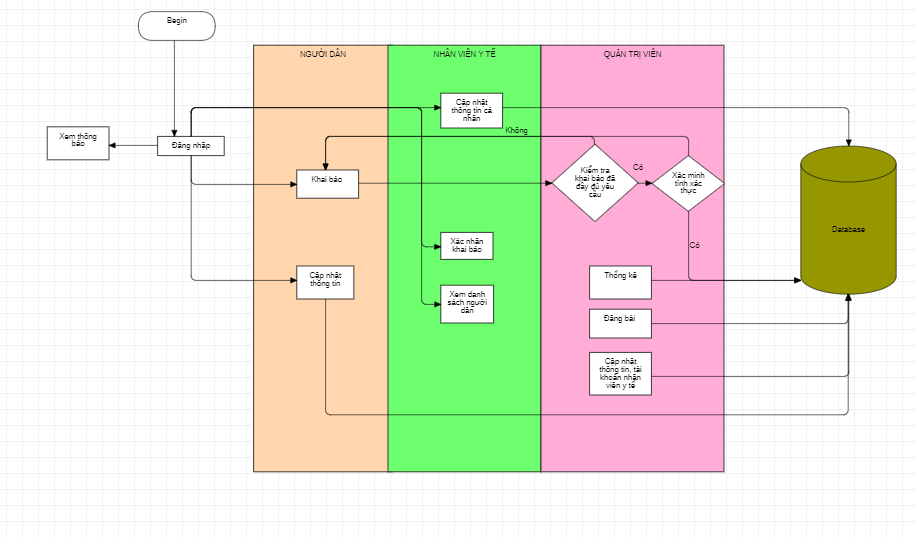 Begin
NGƯỜI DÂN
NHÂN VIÊN Y TẾ
QUẢN TRỊ VIÊN
Cập nhật
thông tin cá
nhân
Không
Xem thông
báo
Đăng nhập
Khai báo
Kiểm tra
khai báo đã
đầy đủ yêu
cầu
Có
Xác minh
tính xác
thực
Database
Xác nhận
khai báo
Có
Cập nhật
thông tin
Thống kê
Xem danh
sách người
dân
Đăng bài
Cập nhật
thông tin, tài
khoản nhân
viên y tế